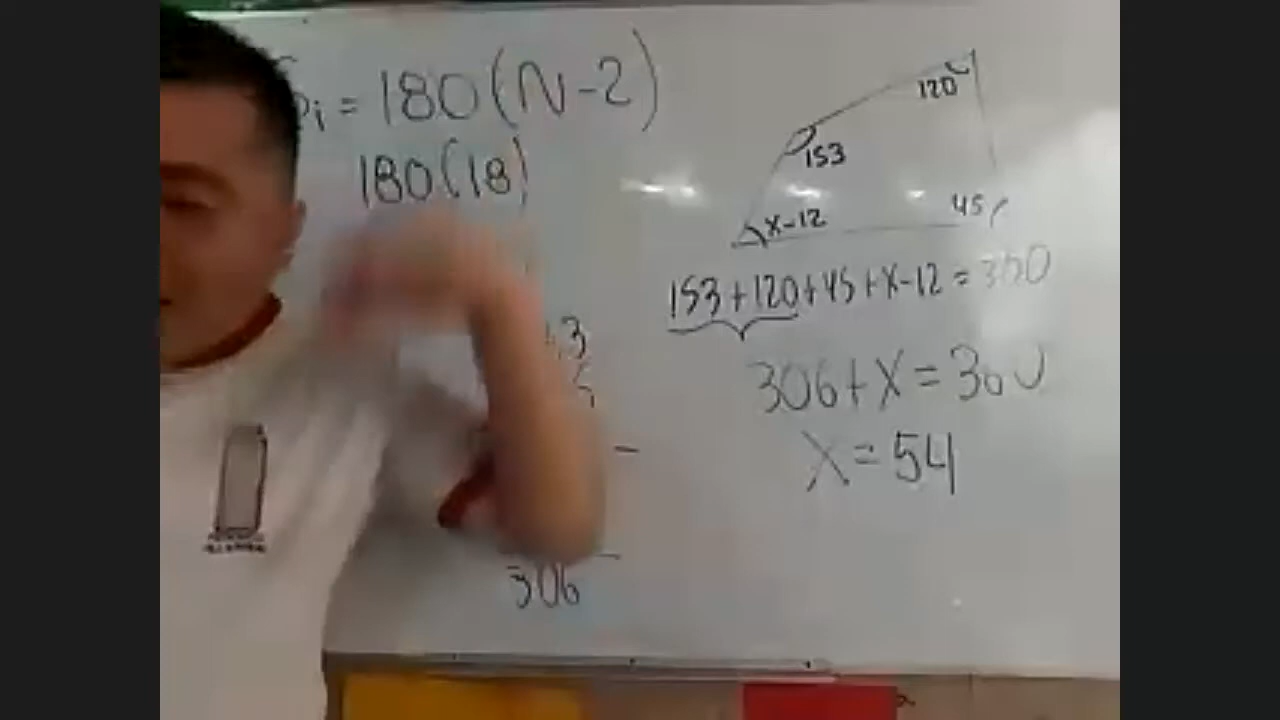 i = 180(N-2)
180(18)
306
120
153
x-12
45
153+120+45+x-12=360
306+X=360
X=54